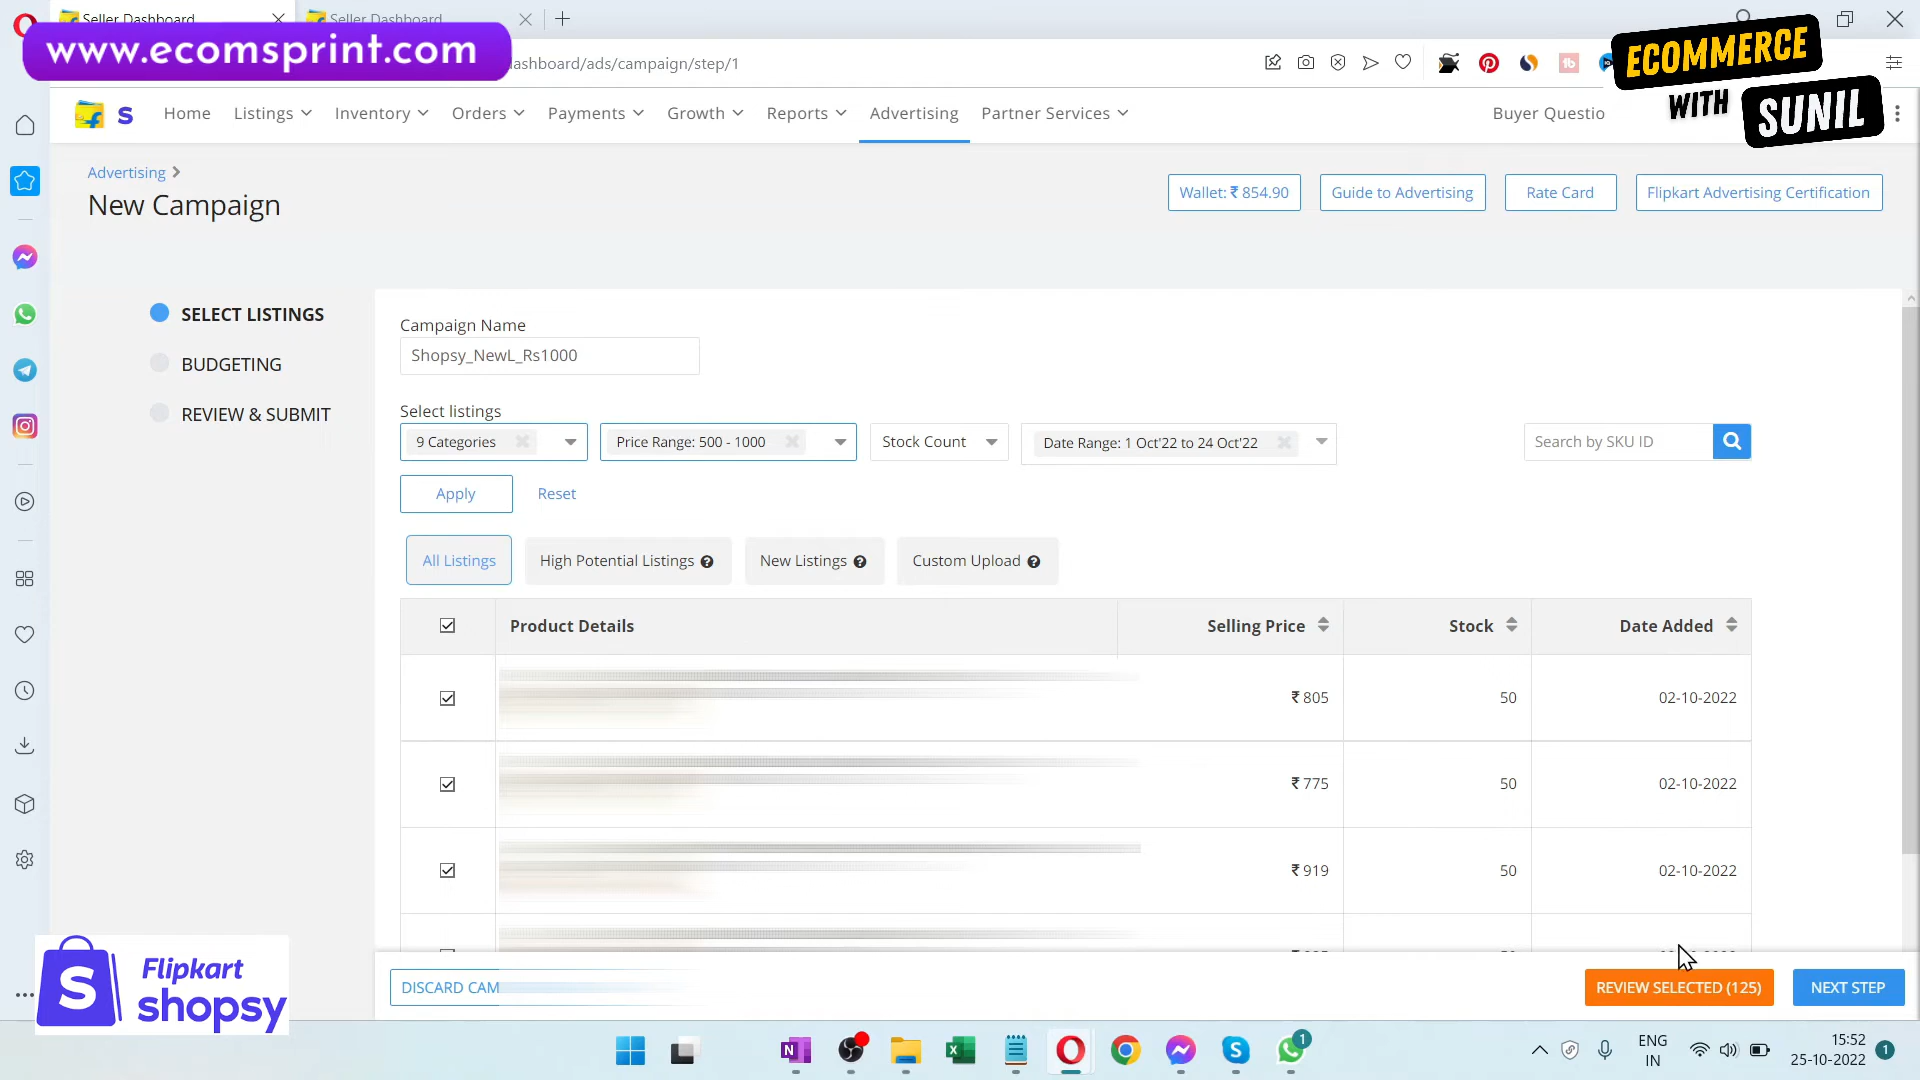 Seller Dashboard
Seller Dashboard
www.ecomsprint.com
dashboard/ads/campaign/step/1
ECOMMERCE
WITH SUNIL
Home Listings Inventory Orders Payments Growth Reports Advertising Partner Services Buyer Questio
Advertising
New Campaign
Wallet: ₹ 854.90
Guide to Advertising
Rate Card
Flipkart Advertising Certification
SELECT LISTINGS
BUDGETING
REVIEW & SUBMIT
Campaign Name
Shopsy_NewL_Rs1000
Select listings
9 Categories
Price Range: 500 - 1000
Stock Count
Date Range: 1 Oct'22 to 24 Oct'22
Search by SKU ID
Apply
Reset
All Listings
High Potential Listings
New Listings
Custom Upload
Product Details Selling Price Stock Date Added
₹ 805 50 02-10-2022
₹ 775 50 02-10-2022
₹ 919 50 02-10-2022
DISCARD CAM
REVIEW SELECTED (125)
NEXT STEP
S
Flipkart
shopsy
ENG
IN
15:52
25-10-2022
1
1